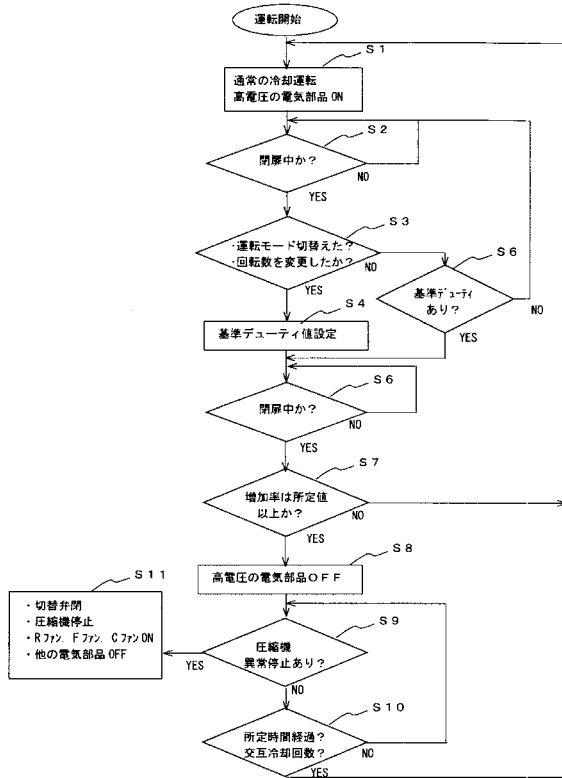 運転開始
S1
通常の冷却運転
高電圧の電気部品 ON
S2
閉扉中か?
NO
YES
S3
・運転モード切替えた?
・回転数を変更したか?
NO
YES
S6
基準デューティ
あり?
NO
YES
S4
基準デューティ値設定
S6
閉扉中か?
NO
YES
S7
増加率は所定値
以上か?
NO
YES
S8
高電圧の電気部品OFF
S9
圧縮機
異常停止あり?
YES
NO
S11
・切替弁閉
・圧縮機停止
・Rファン、Fファン、CファンON
・他の電気部品OFF
S10
所定時間経過?
交互冷却回数?
NO
YES